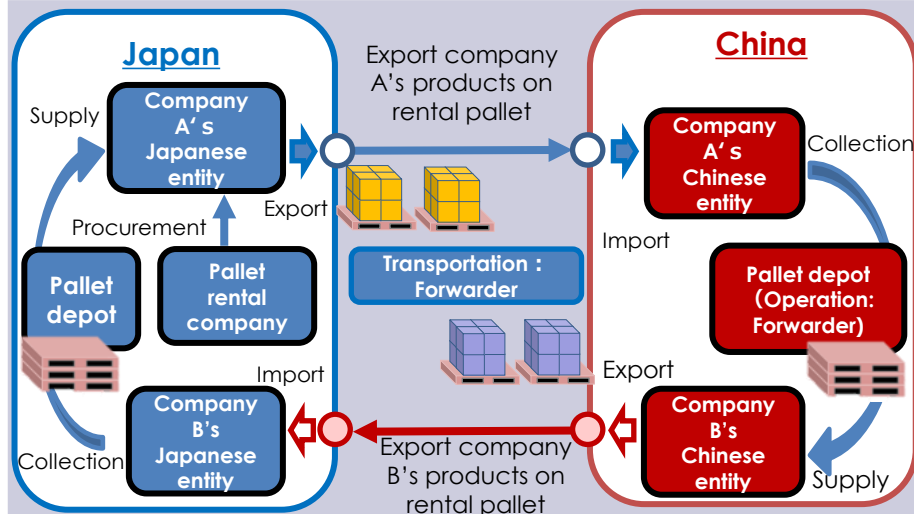 Japan
China
Export company
A's products on
rental pallet
Supply
Company
A‘ s
Japanese
entity
Company
A‘ s
Chinese
entity
Collection
Export
Procurement
Import
Pallet
depot
Pallet
rental
company
Transportation：
Forwarder
Pallet depot
（Operation:
Forwarder)
Import
Export
Company
B's
Japanese
entity
Company
B's
Chinese
entity
Collection
Export company
B's products on
rental pallet
Supply